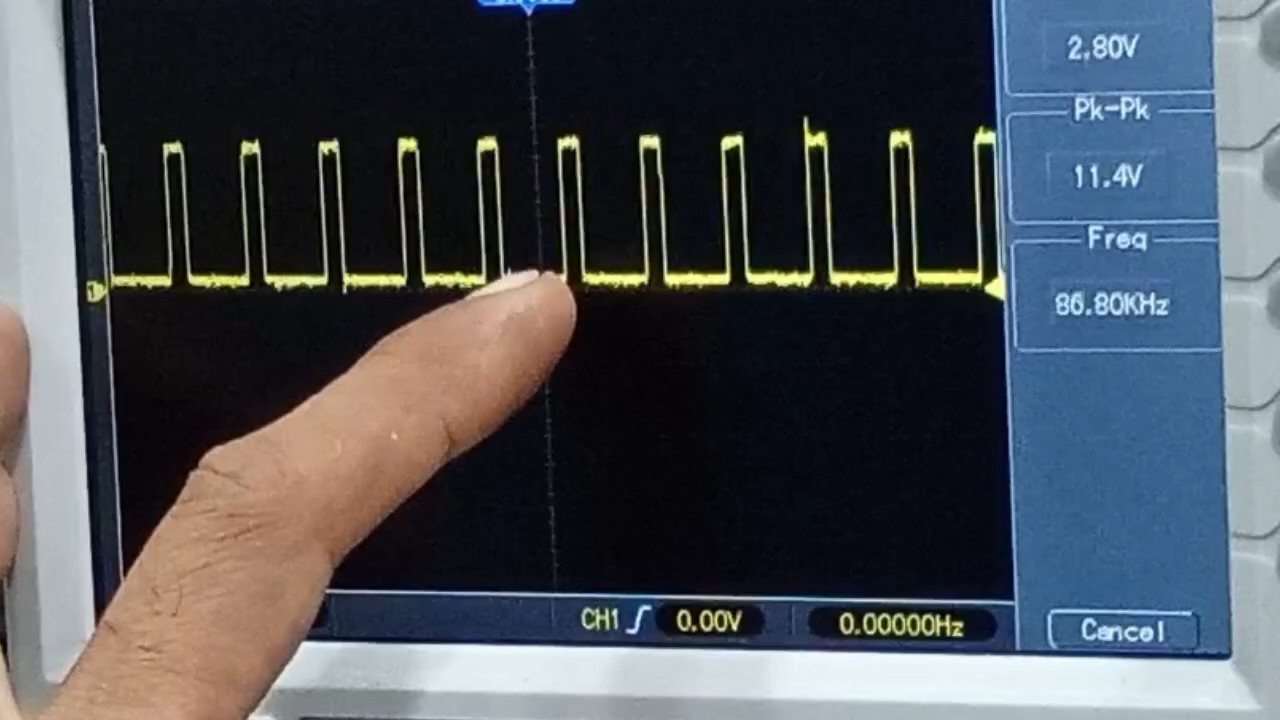 2.80V
Pk-Pk
11.4V
Freq
86.80KHz
CH1 0.00V 0.00000Hz
Cancel